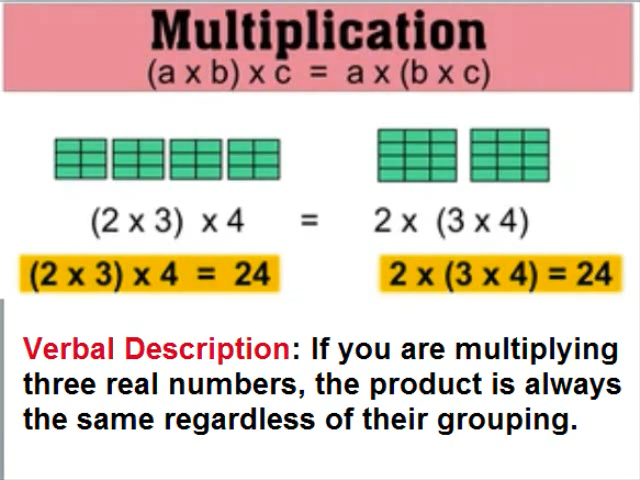 Multiplication
(a x b) x c = a x (b x c)
(2 x 3) x 4 = 2 x (3 x 4)
(2 x 3) x 4 = 24 2 x (3 x 4) = 24
Verbal Description: If you are multiplying
three real numbers, the product is always
the same regardless of their grouping.